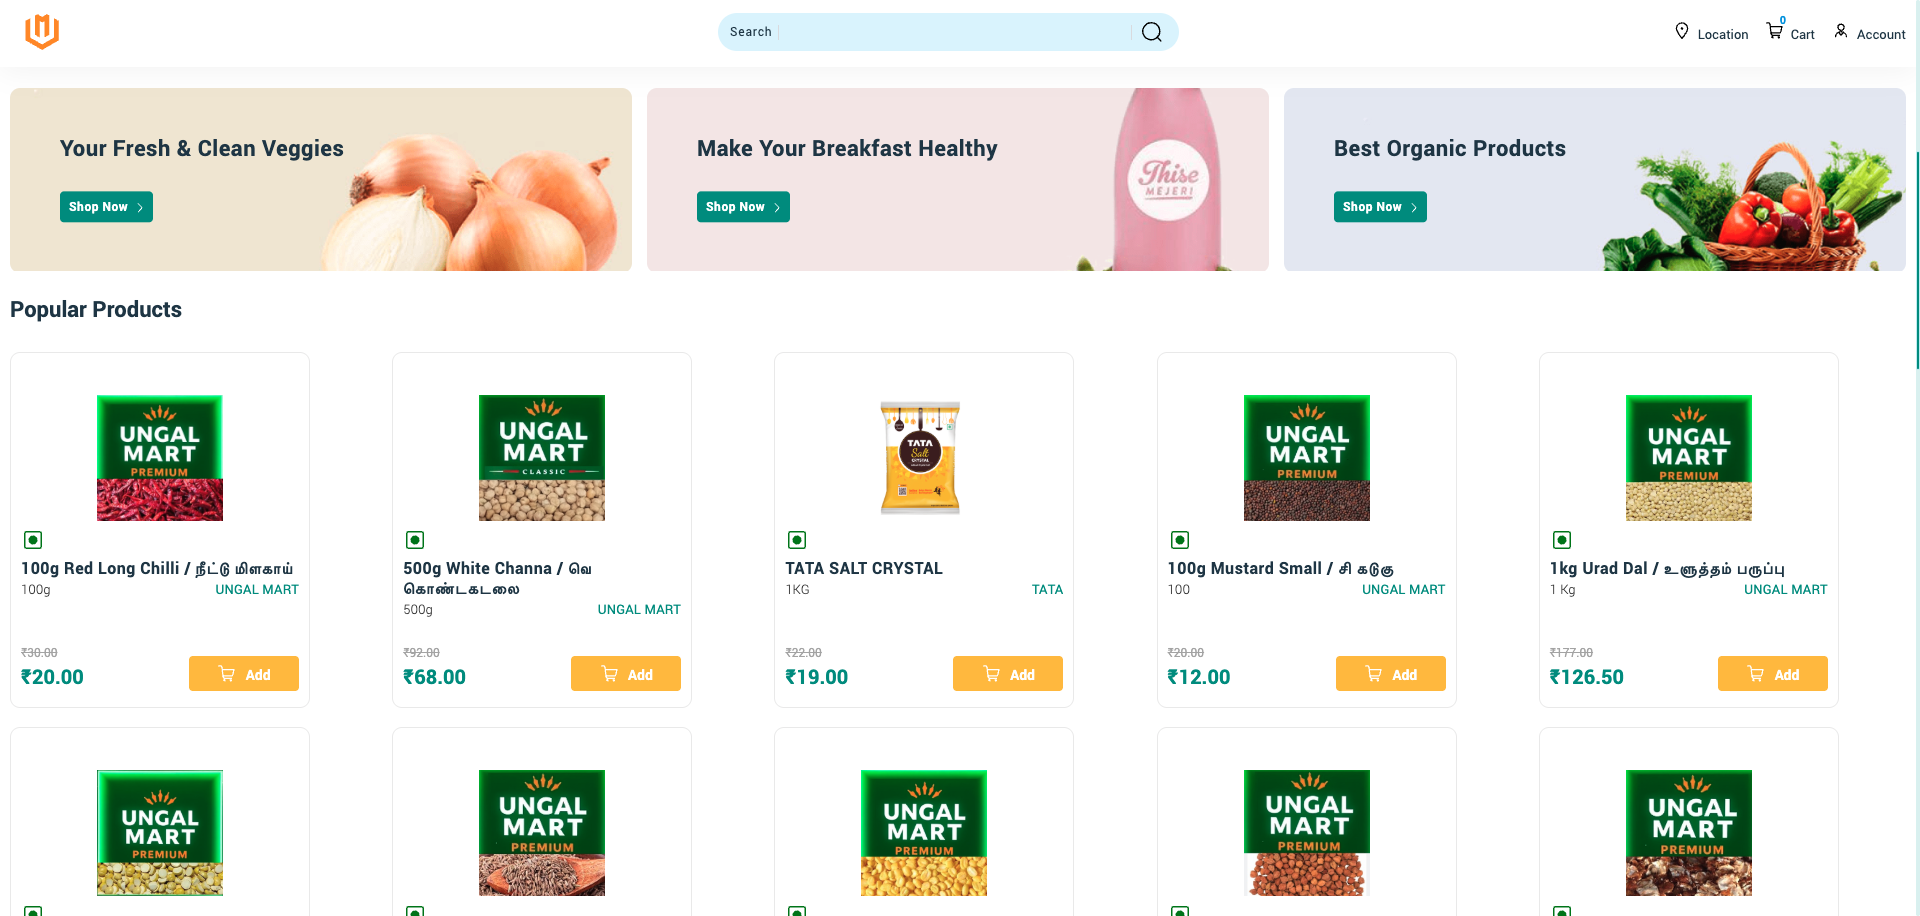 Search
0
Location
Cart
Account
Your Fresh & Clean Veggies
Shop Now
Make Your Breakfast Healthy
Shop Now
Thise
MEJERI
Best Organic Products
Shop Now
Popular Products
UNGAL
MART
PREMIUM
100g Red Long Chilli / நீட்டு மிளகாய்
100g
UNGAL MART
₹30.00
₹20.00
Add
UNGAL
MART
CLASSIC
500g White Channa / வெ
கொண்டகடலை
500g
UNGAL MART
₹92.00
₹68.00
Add
TATA
Salt
CRYSTAL
TATA SALT CRYSTAL
1KG
TATA
₹22.00
₹19.00
Add
UNGAL
MART
PREMIUM
100g Mustard Small / சி கடுகு
100
UNGAL MART
₹20.00
₹12.00
Add
UNGAL
MART
PREMIUM
1kg Urad Dal / உளுத்தம் பருப்பு
1 Kg
UNGAL MART
₹177.00
₹126.50
Add
UNGAL
MART
PREMIUM
UNGAL
MART
PREMIUM
UNGAL
MART
PREMIUM
UNGAL
MART
PREMIUM
UNGAL
MART
PREMIUM